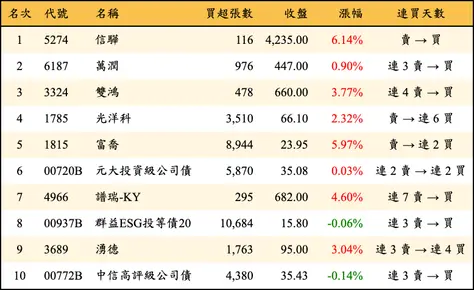 名次 代號 名稱 買超張數 收盤 漲幅 連買天數
1 5274 信驊 116 4,235.00 6.14% 賣 → 買
2 6187 萬潤 976 447.00 0.90% 連 3 賣 → 買
3 3324 雙鴻 478 660.00 3.77% 連 4 賣 → 買
4 1785 光洋科 3,510 66.10 2.32% 賣 → 連 6 買
5 1815 富喬 8,944 23.95 5.97% 賣 → 連 2 買
6 00720B 元大投資級公司債 5,870 35.08 0.03% 連 2 賣 → 連 2 買
7 4966 譜瑞-KY 295 682.00 4.60% 連 7 賣 → 買
8 00937B 群益ESG投等債20 10,684 15.80 -0.06% 連 3 賣 → 買
9 3689 湧德 1,763 95.00 3.04% 連 3 賣 → 連 4 買
10 00772B 中信高評級公司債 4,380 35.43 -0.14% 連 3 賣 → 買